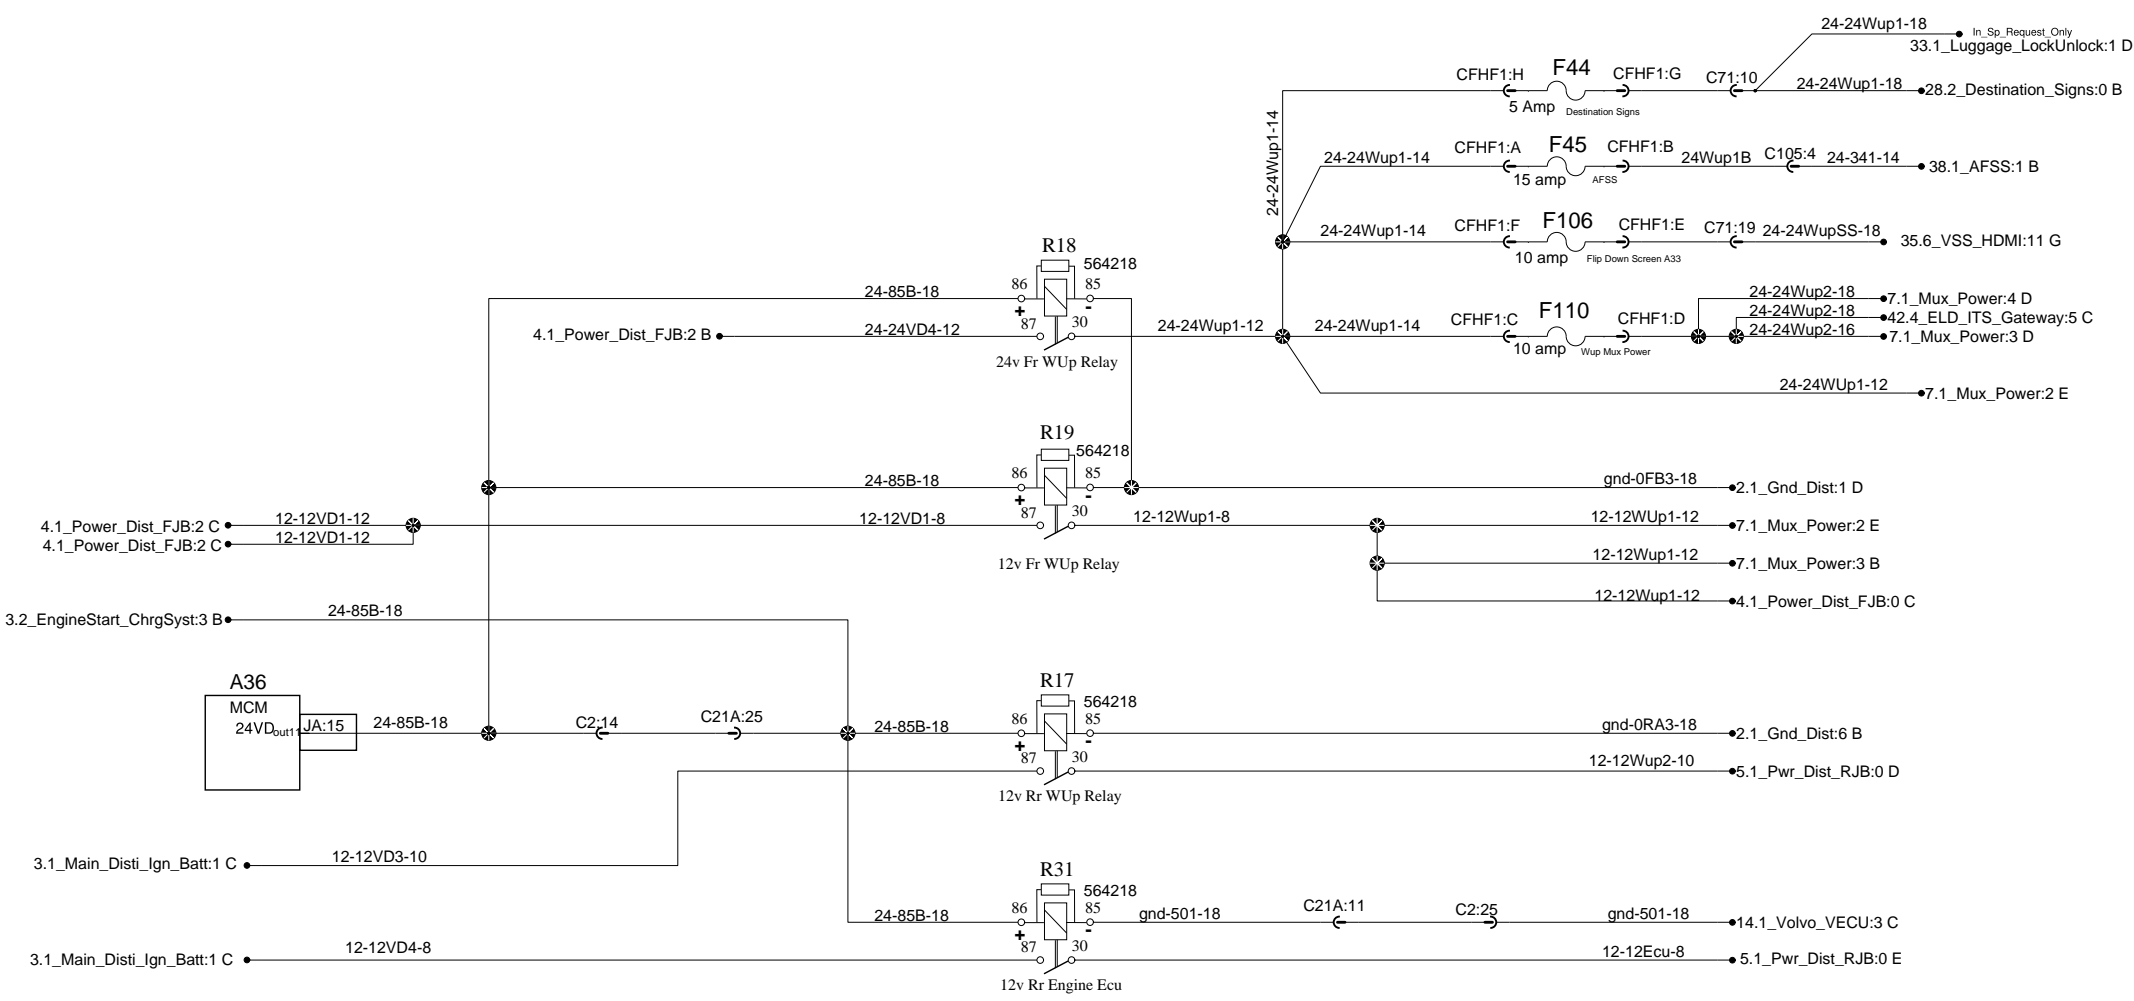 24-24Wup1-18
In_Sp_Request_Only
33.1_Luggage_LockUnlock:1 D
CFHF1:H
F44
CFHF1:G
C71:10
24-24Wup1-18
28.2_Destination_Signs:0 B
5 Amp
Destination Signs
24-24Wup1-14
24-24Wup1-14
CFHF1:A
F45
CFHF1:B
24Wup1B
C105:4
24-341-14
38.1_AFSS:1 B
15 amp
AFSS
24-24Wup1-14
CFHF1:F
F106
CFHF1:E
C71:19
24-24WupSS-18
35.6_VSS_HDMI:11 G
10 amp
Flip Down Screen A33
R18
564218
24-85B-18
86
85
+
-
24-24Wup2-18
7.1_Mux_Power:4 D
24-24Wup2-18
42.4_ELD_ITS_Gateway:5 C
4.1_Power_Dist_FJB:2 B
24-24VD4-12
87
30
24-24Wup1-12
24-24Wup1-14
CFHF1:C
F110
CFHF1:D
24-24Wup2-16
7.1_Mux_Power:3 D
10 amp
Wup Mux Power
24v Fr WUp Relay
24-24WUp1-12
7.1_Mux_Power:2 E
R19
564218
24-85B-18
86
85
+
-
gnd-0FB3-18
2.1_Gnd_Dist:1 D
4.1_Power_Dist_FJB:2 C
12-12VD1-12
12-12VD1-8
87
30
12-12Wup1-8
12-12WUp1-12
7.1_Mux_Power:2 E
4.1_Power_Dist_FJB:2 C
12-12VD1-12
12v Fr WUp Relay
12-12Wup1-12
7.1_Mux_Power:3 B
12-12Wup1-12
4.1_Power_Dist_FJB:0 C
3.2_EngineStart_ChrgSyst:3 B
24-85B-18
A36
MCM
24VD
out11
JA:15
24-85B-18
C2:14
C21A:25
24-85B-18
R17
564218
86
85
+
-
gnd-0RA3-18
2.1_Gnd_Dist:6 B
87
30
12-12Wup2-10
5.1_Pwr_Dist_RJB:0 D
12v Rr WUp Relay
3.1_Main_Disti_Ign_Batt:1 C
12-12VD3-10
R31
564218
24-85B-18
86
85
+
-
gnd-501-18
C21A:11
C2:25
gnd-501-18
14.1_Volvo_VECU:3 C
3.1_Main_Disti_Ign_Batt:1 C
12-12VD4-8
87
30
12-12Ecu-8
5.1_Pwr_Dist_RJB:0 E
12v Rr Engine Ecu